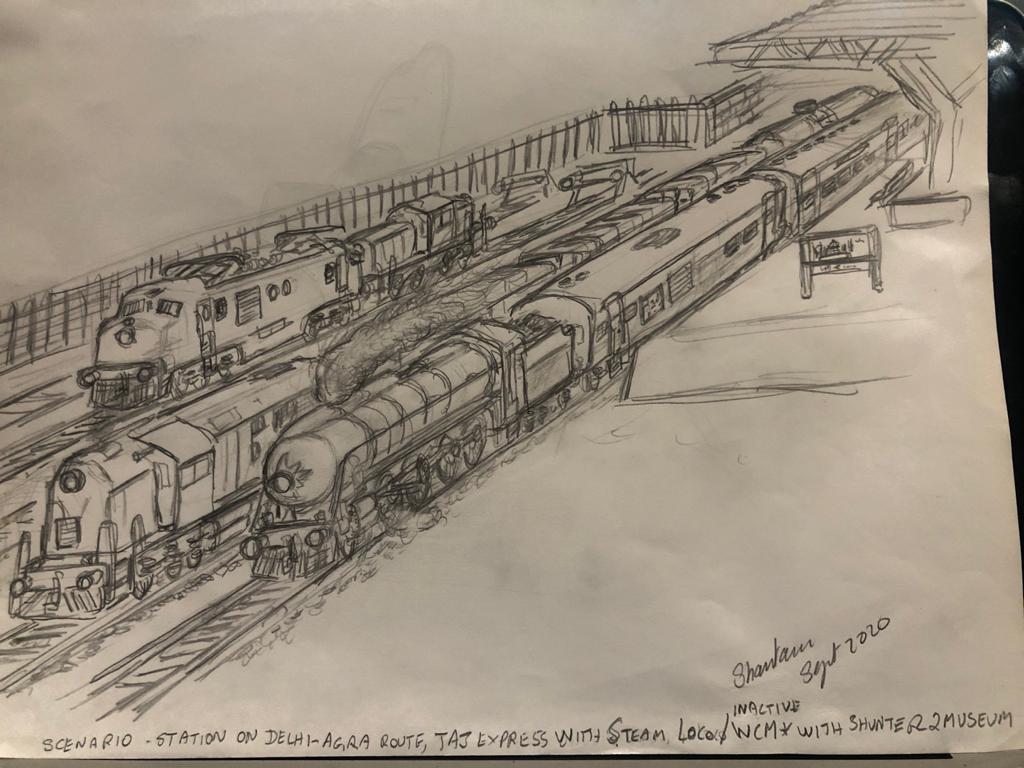 Shantanu
Sept 2020
INACTIVE
SCENARIO - STATION ON DELHI-AGRA ROUTE, TAJ EXPRESS WITH STEAM LOCO / WCM WITH SHUNTER 2 MUSEUM